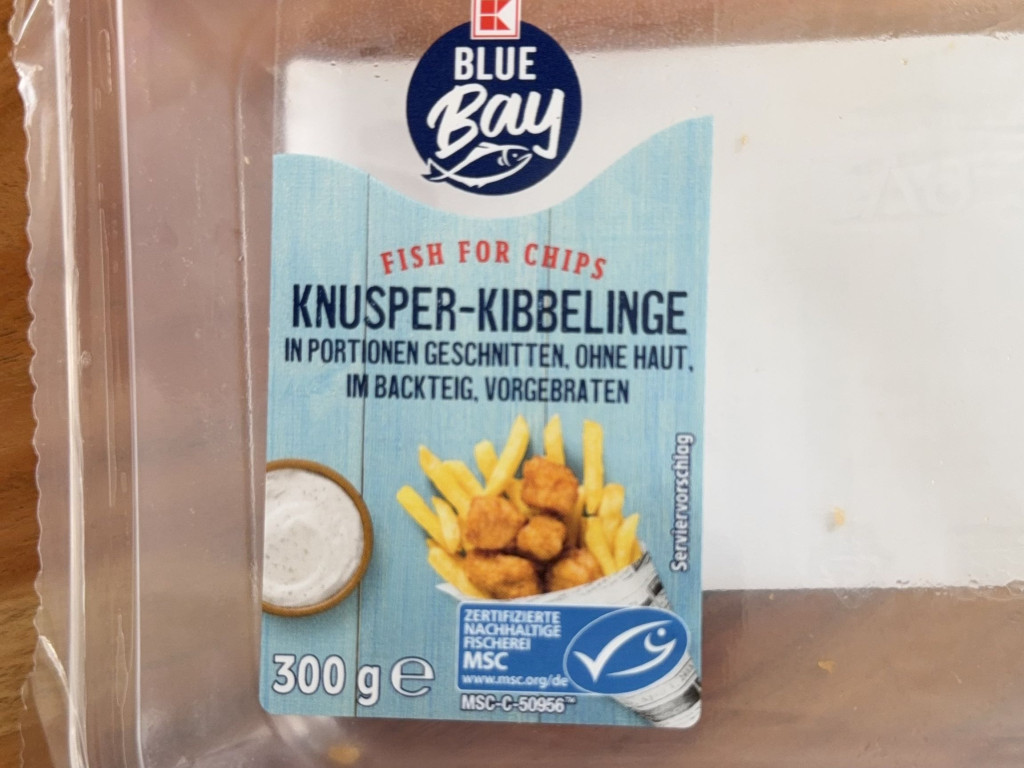 K
BLUE
Bay
FISH FOR CHIPS
KNUSPER-KIBBELINGE
IN PORTIONEN GESCHNITTEN, OHNE HAUT,
IM BACKTEIG, VORGEBRATEN
Serviervorschlag
ZERTIFIZIERTE
NACHHALTIGE
FISCHEREI
MSC
www.msc.org/de
300 g e
MSC-C-50956™